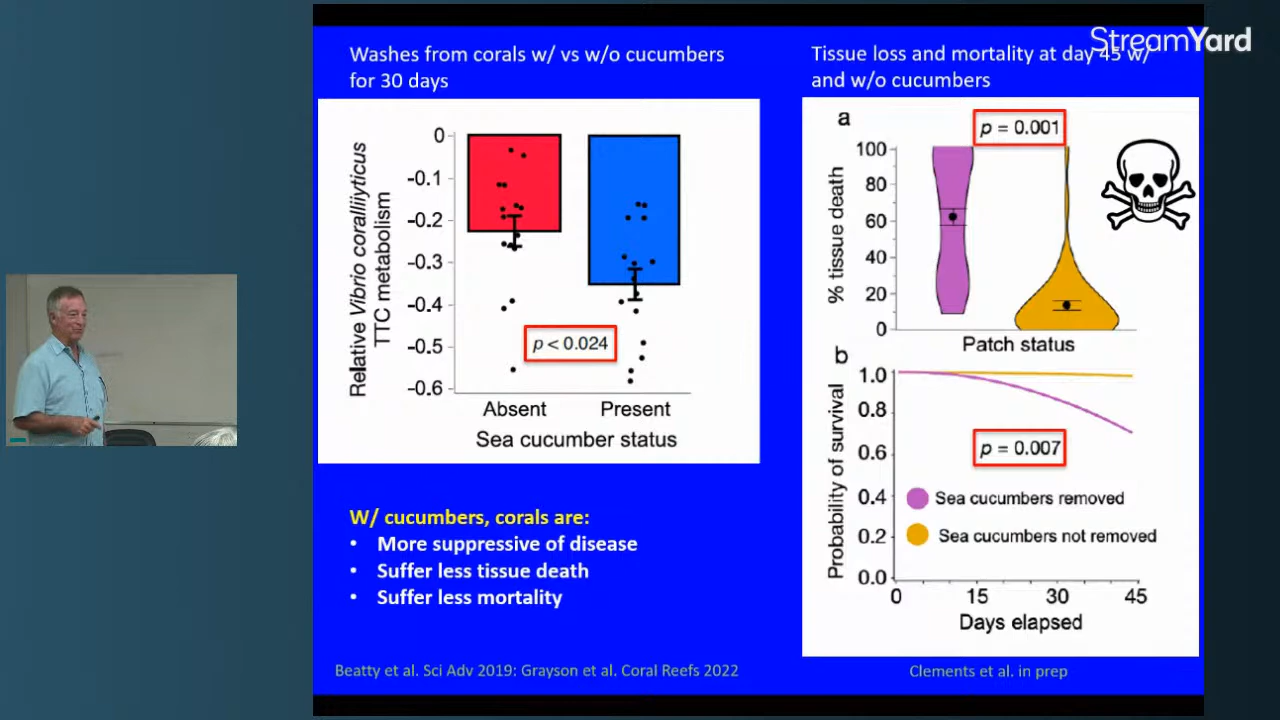 StreamYard
Washes from corals w/ vs w/o cucumbers
for 30 days
Relative Vibrio coralliyticus
TTC metabolism
0
-0.1
-0.2
-0.3
-0.4
-0.5
-0.6
p < 0.024
Absent
Present
Sea cucumber status
W/ cucumbers, corals are:
• More suppressive of disease
• Suffer less tissue death
• Suffer less mortality
Beatty et al. Sci Adv 2019: Grayson et al. Coral Reefs 2022
Tissue loss and mortality at day 45 w/
and w/o cucumbers
a
p = 0.001
% tissue death
100
80
60
40
20
0
Patch status
b
Probability of survival
1.0
0.8
0.6
0.4
0.2
0.0
p = 0.007
Sea cucumbers removed
Sea cucumbers not removed
0
15
30
45
Days elapsed
Clements et al. in prep